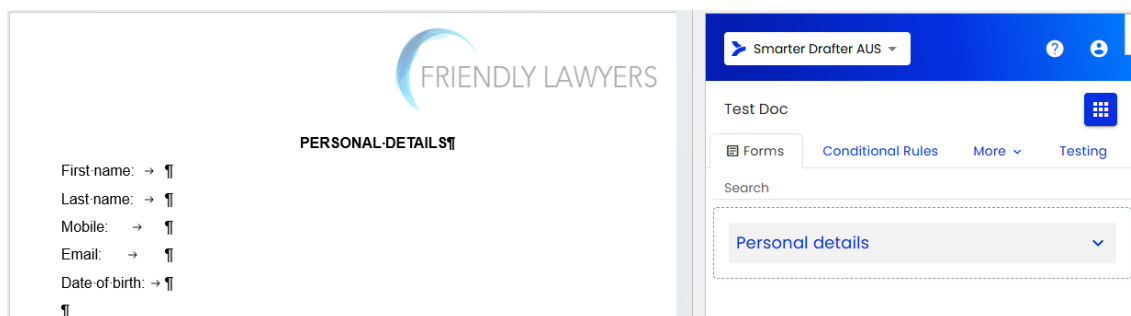 FRIENDLY LAWYERS
PERSONAL·DETAILS¶
First·name: → ¶
Last·name: → ¶
Mobile: → ¶
Email: → ¶
Date·of·birth: → ¶
¶
Smarter Drafter AUS
Test Doc
Forms Conditional Rules More Testing
Search
Personal details